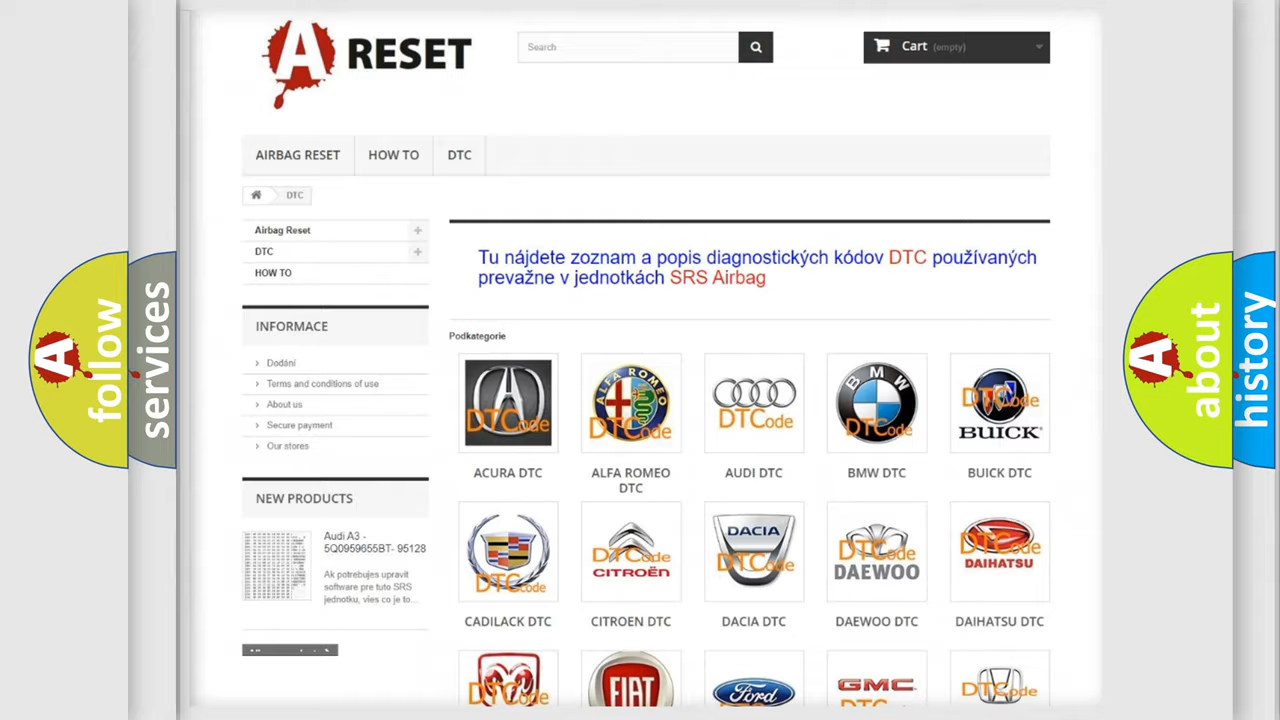 A RESET
Search
Cart (empty)
AIRBAG RESET
HOW TO
DTC
DTC
Airbag Reset
DTC
HOW TO
INFORMACE
Dodání
Terms and conditions of use
About us
Secure payment
Our stores
NEW PRODUCTS
Audi A3 -
5Q0959655BT- 95128
Ak potrebujes upravit
software pre tuto SRS
jednotku, vies co je to...
Tu nájdete zoznam a popis diagnostických kódov DTC používaných
prevažne v jednotkách SRS Airbag
Podkategorie
DTCode
ALFA ROMEO
DTCode
DTCode
BMW
DTCode
DTCode
BUICK
ACURA DTC
ALFA ROMEO
DTC
AUDI DTC
BMW DTC
BUICK DTC
DTCode
DTCode
CITROËN
DACIA
DTCode
DTCode
DAEWOO
DTCode
DAIHATSU
CADILACK DTC
CITROEN DTC
DACIA DTC
DAEWOO DTC
DAIHATSU DTC
DTCode
FIAT
Ford
GMC
DTCode
A follow
services
A about
history